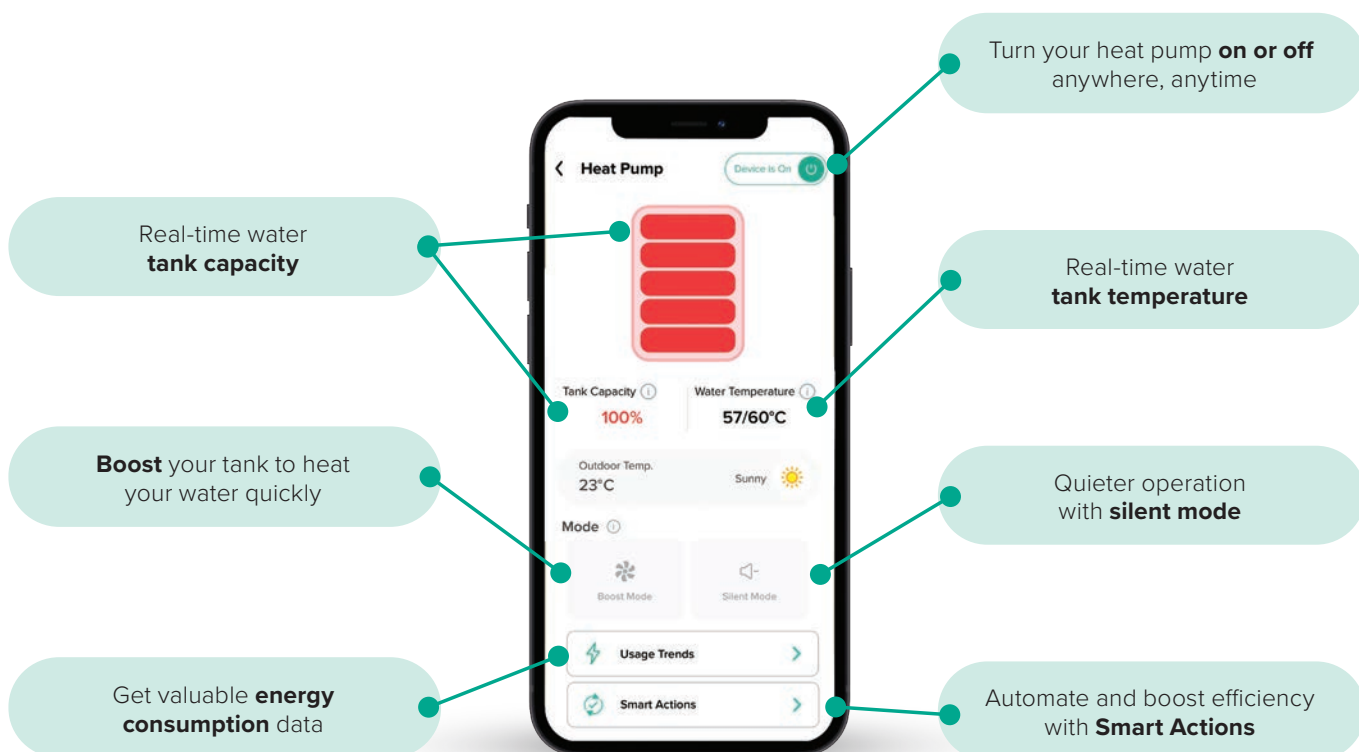 Turn your heat pump on or off
anywhere, anytime
Heat Pump
Device is On
Real-time water
tank capacity
Real-time water
tank temperature
Tank Capacity
Water Temperature
100%
57/60°C
Boost your tank to heat
your water quickly
Outdoor Temp.
23°C
Sunny
Quieter operation
with silent mode
Mode
Boost Mode
Silent Mode
Usage Trends
Get valuable energy
consumption data
Smart Actions
Automate and boost efficiency
with Smart Actions